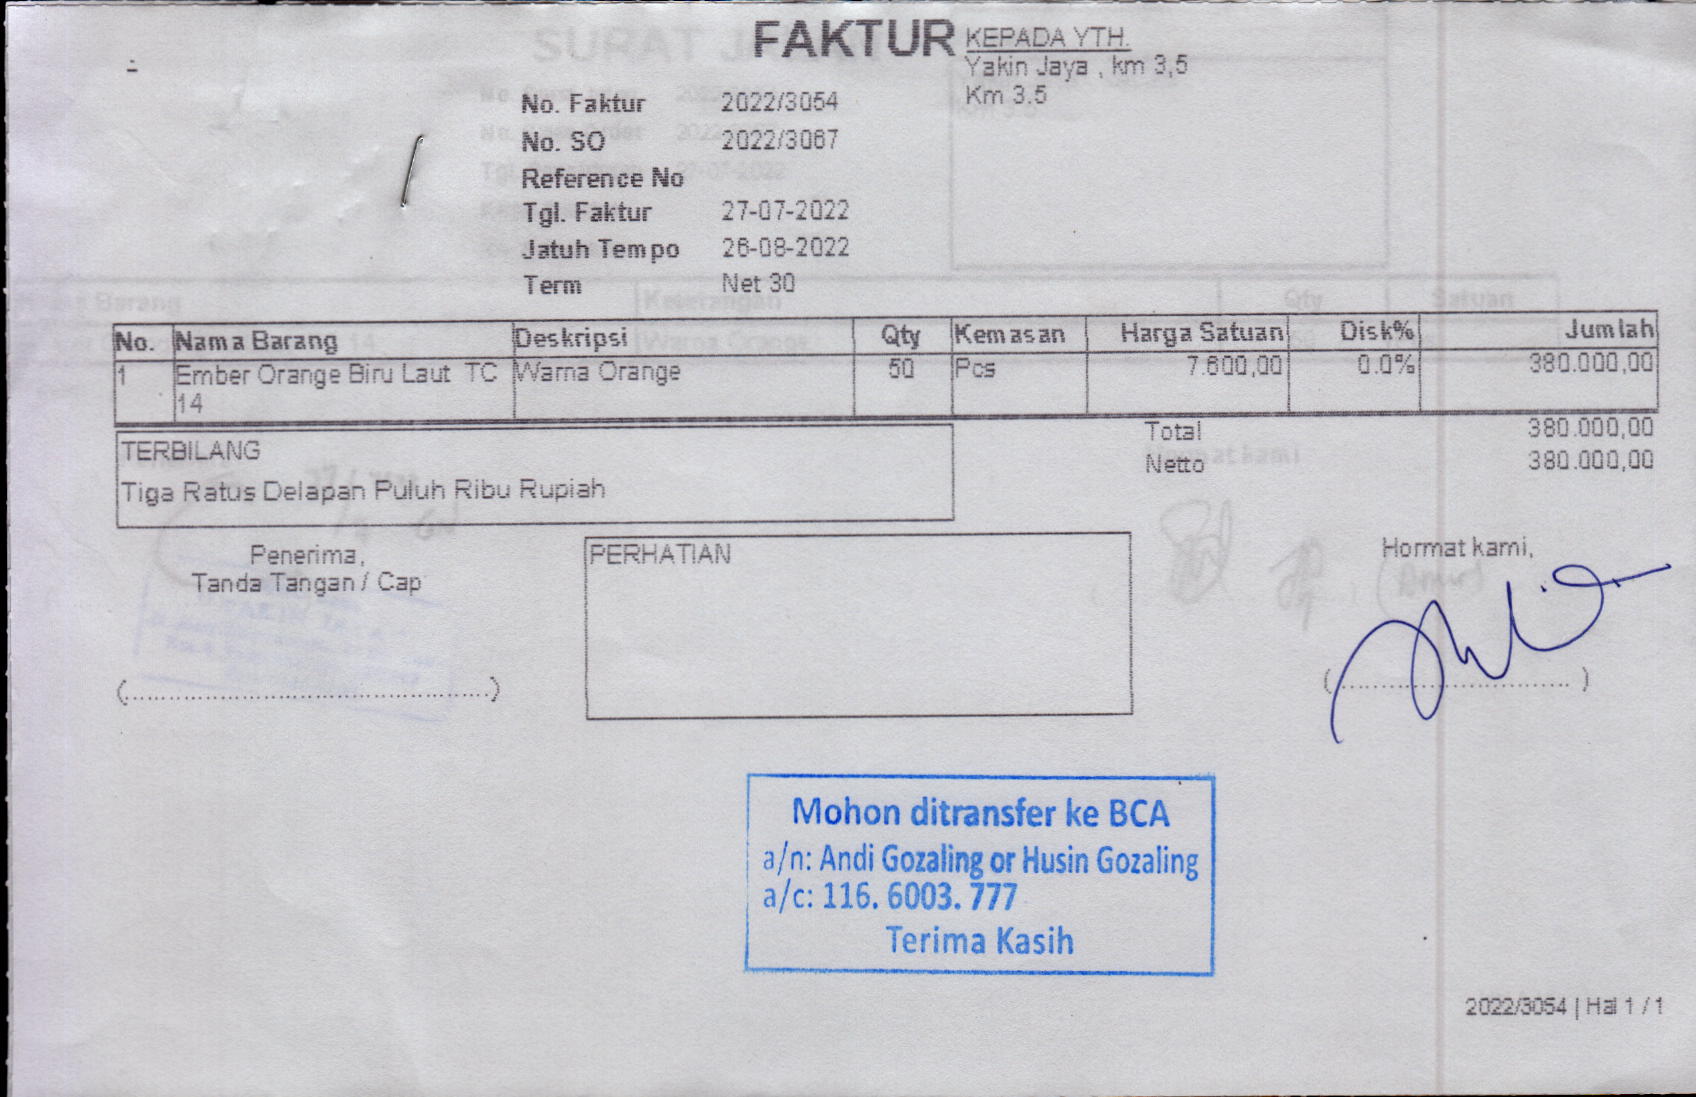 FAKTUR
KEPADA YTH.
Yakin Jaya , km 3,5
Km 3.5
No. Faktur 2022/3054
No. SO 2022/3067
Reference No
Tgl. Faktur 27-07-2022
Jatuh Tempo 26-08-2022
Term Net 30
No. Nama Barang Deskripsi Qty Kemasan Harga Satuan Disk% Jumlah
1 Ember Orange Biru Laut TC Warna Orange 50 Pcs 7.600,00 0.0% 380.000,00
14
Total 380.000,00
Netto 380.000,00
TERBILANG
Tiga Ratus Delapan Puluh Ribu Rupiah
Penerima,
Tanda Tangan / Cap
(........................................................)
PERHATIAN
Hormat kami,
(................................... )
Mohon ditransfer ke BCA
a/n: Andi Gozaling or Husin Gozaling
a/c: 116. 6003. 777
Terima Kasih
2022/3054 | Hal 1 / 1